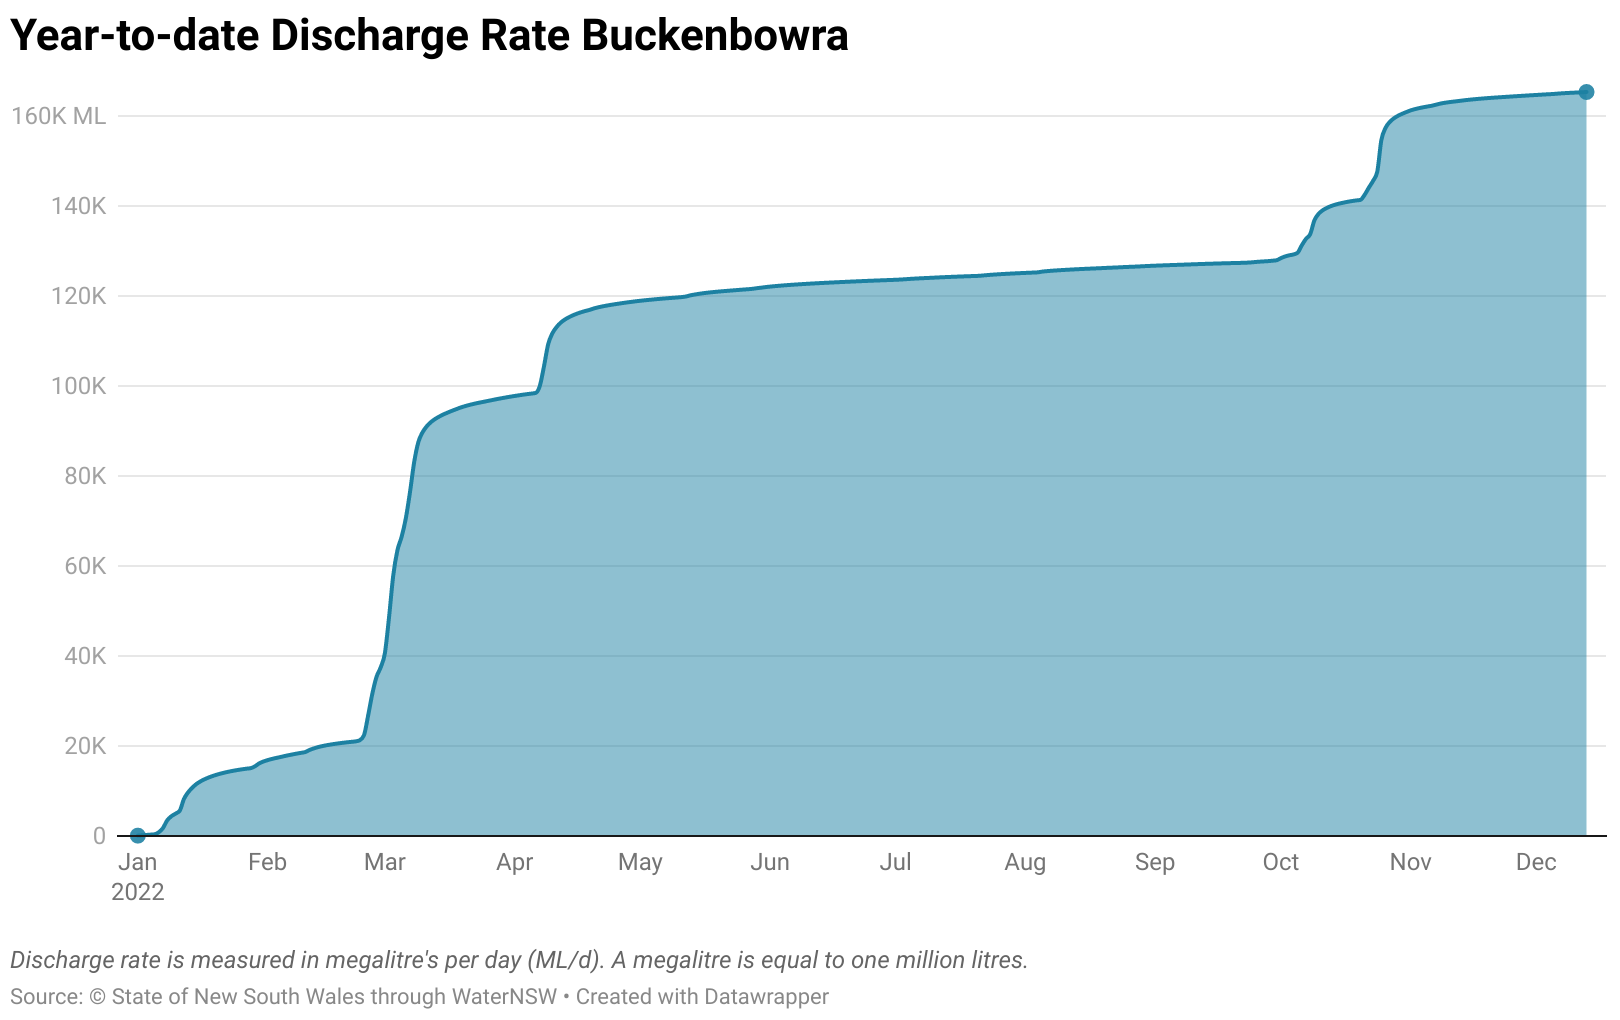 Year-to-date Discharge Rate Buckenbowra
160K ML
140K
120K
100K
80K
60K
40K
20K
0
Jan Feb Mar Apr May Jun Jul Aug Sep Oct Nov Dec
2022
Discharge rate is measured in megalitre's per day (ML/d). A megalitre is equal to one million litres.
Source: © State of New South Wales through WaterNSW • Created with Datawrapper